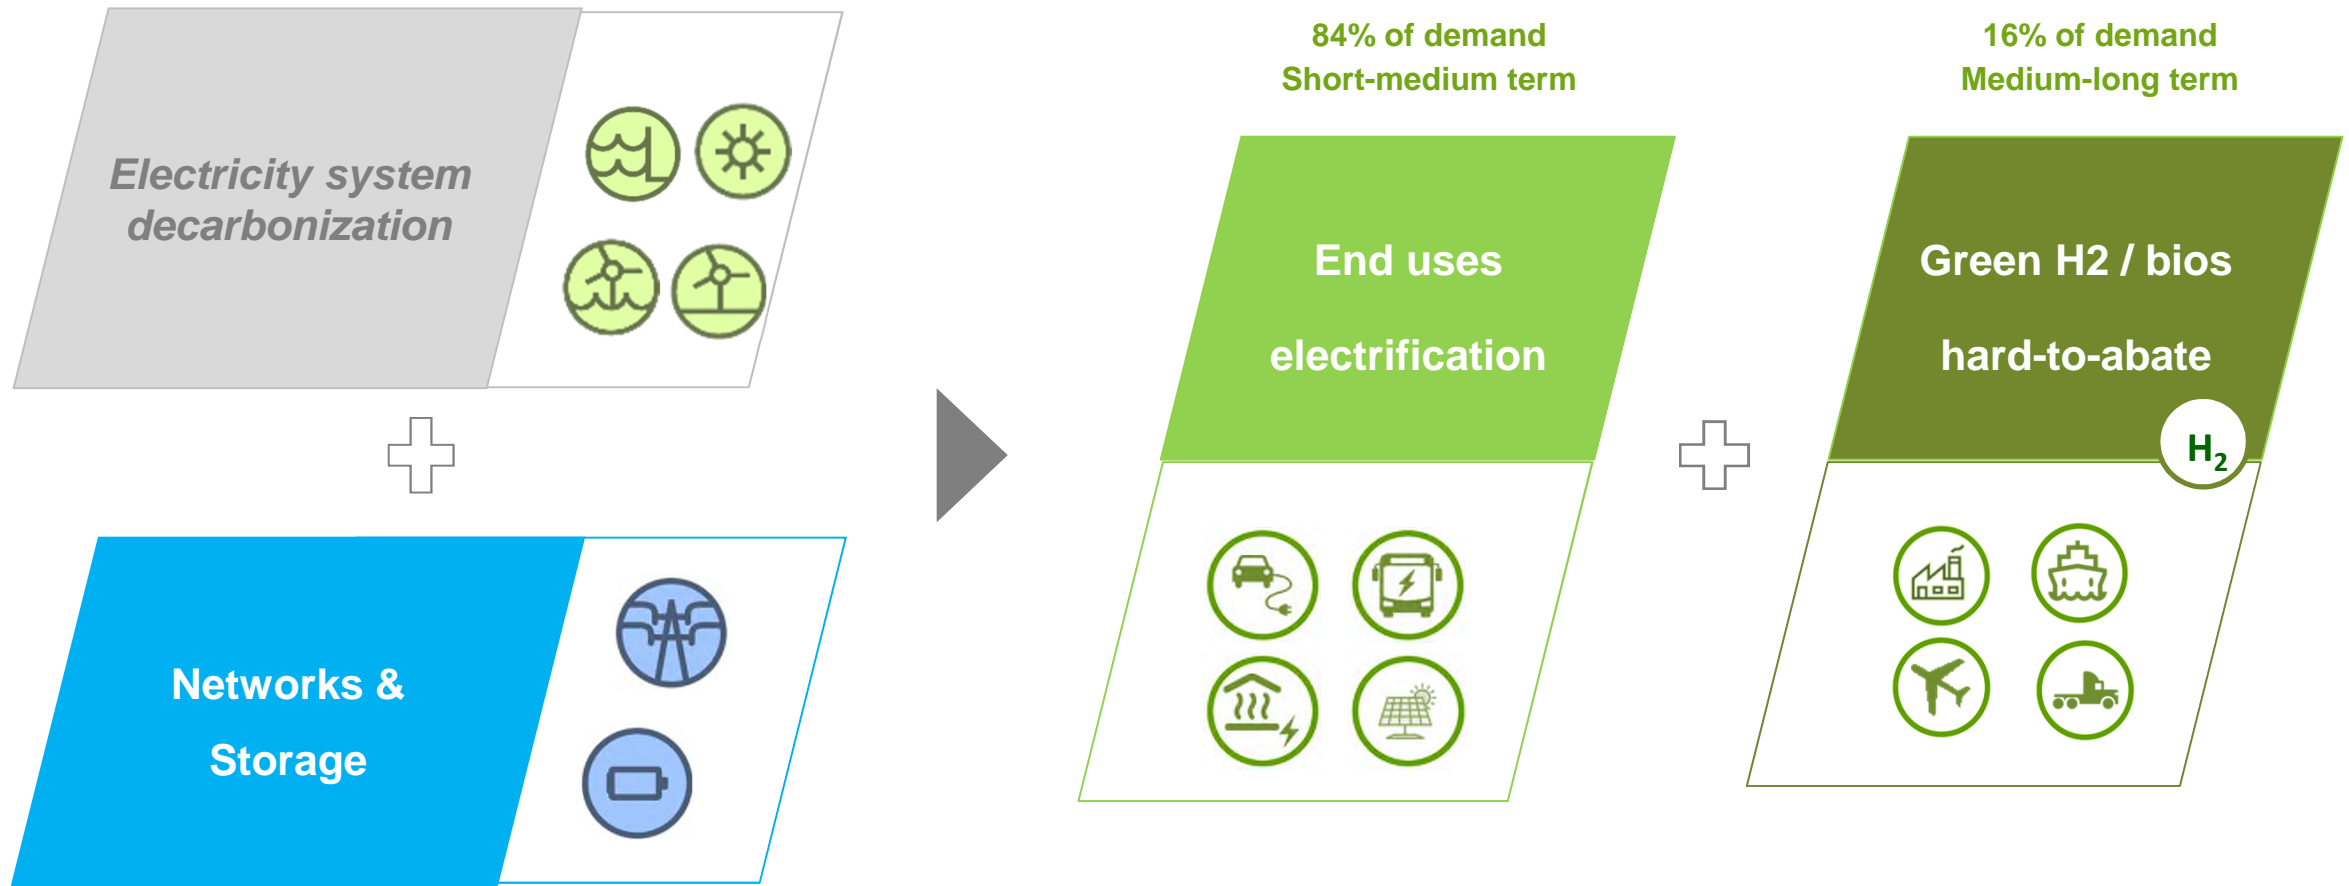 Electricity system
decarbonization
Networks &
Storage
84% of demand
Short-medium term
End uses
electrification
16% of demand
Medium-long term
Green H2 / bios
hard-to-abate
H₂